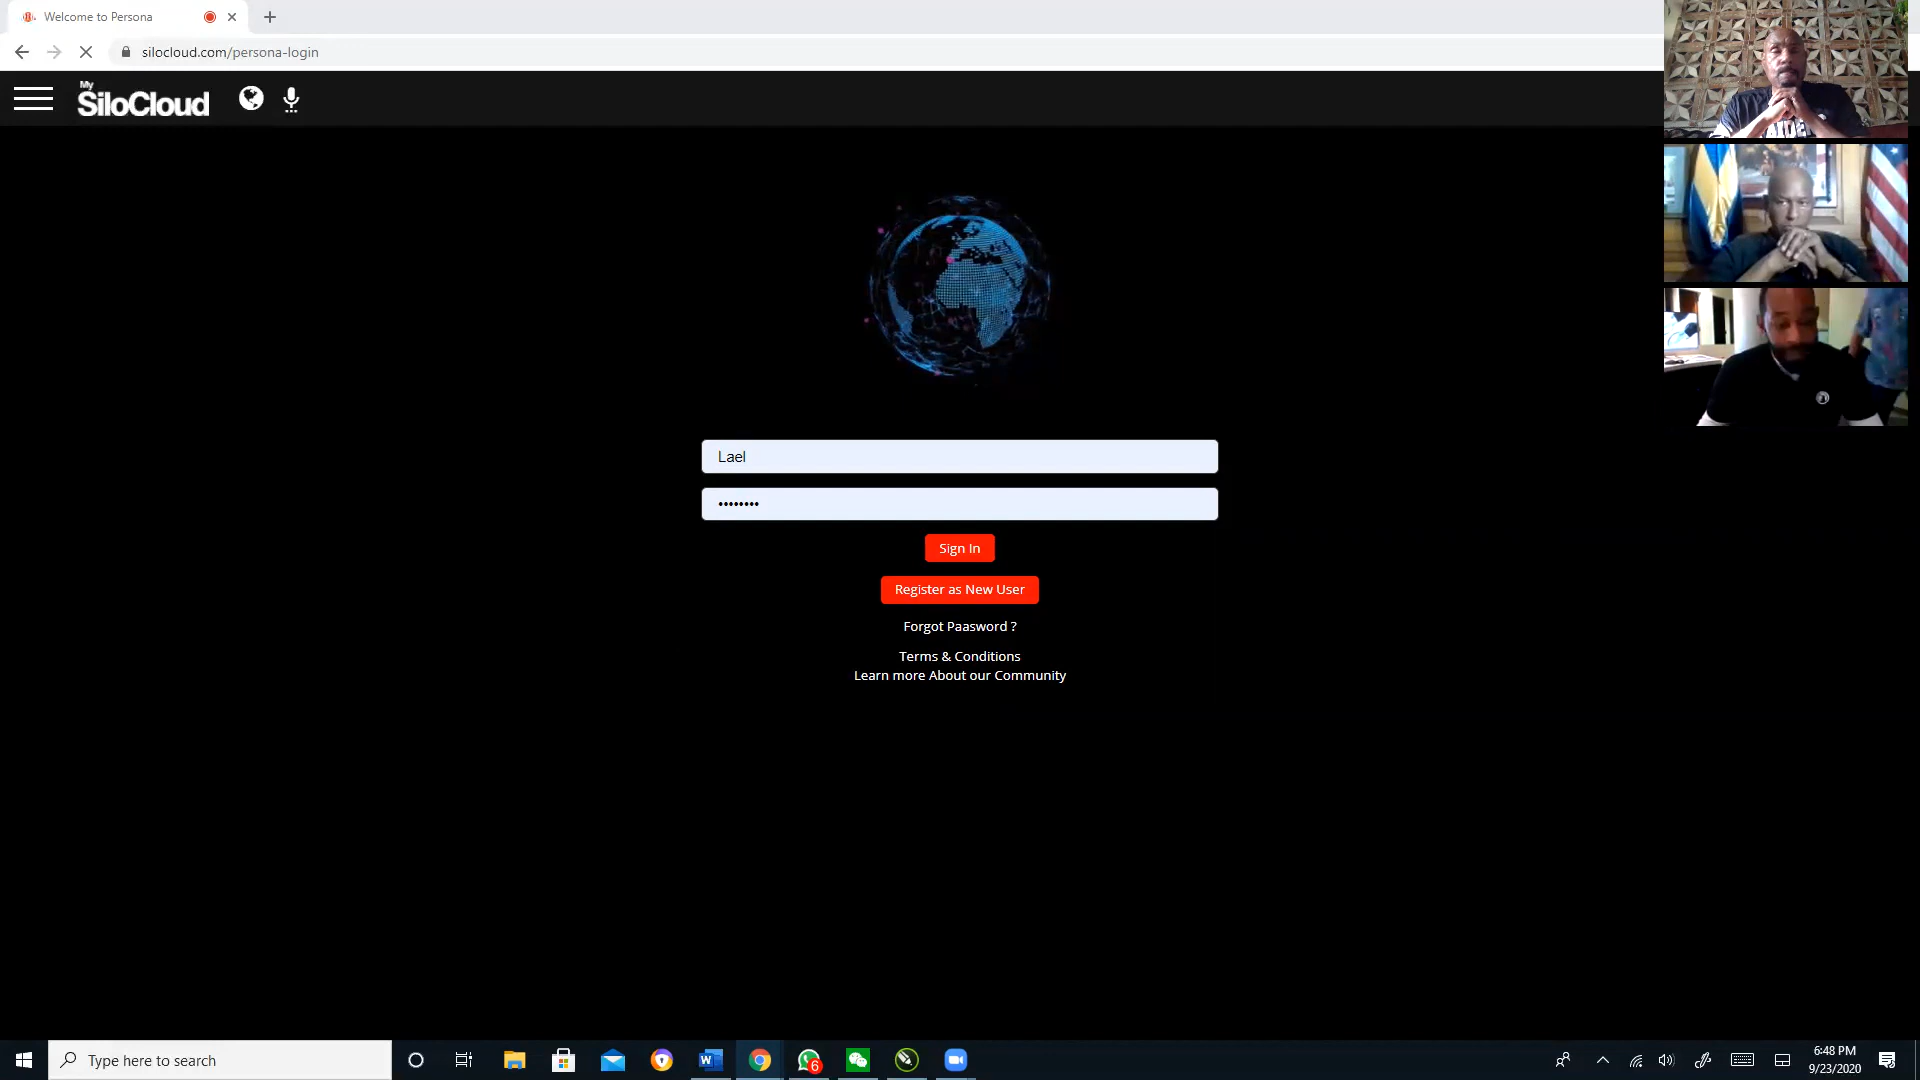 Welcome to Persona
silocloud.com/persona-login
My
SiloCloud
Lael
••••••••
Sign In
Register as New User
Forgot Paasword ?
Terms & Conditions
Learn more About our Community
Type here to search
6
6:48 PM
9/23/2020